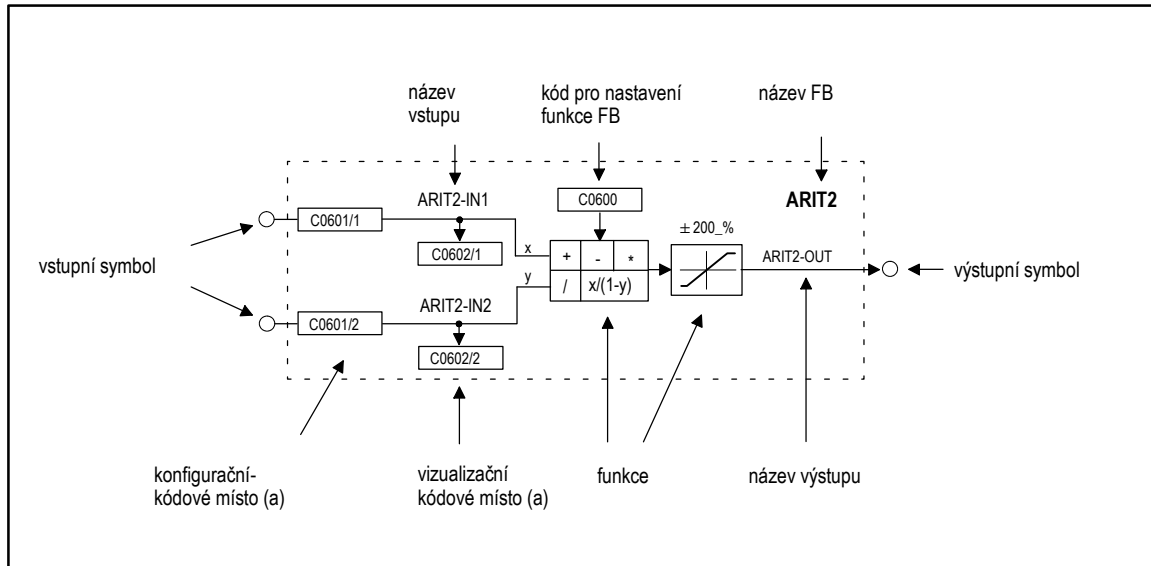 název
vstupu
kód pro nastavení
funkce FB
název FB
ARIT2
ARIT2-IN1
C0600
C0601/1
± 200_%
C0602/1
x
+ - *
ARIT2-OUT
vstupní symbol
výstupní symbol
y
/ x/(1-y)
ARIT2-IN2
C0601/2
C0602/2
konfigurační-
kódové místo (a)
vizualizační
kódové místo (a)
funkce
název výstupu